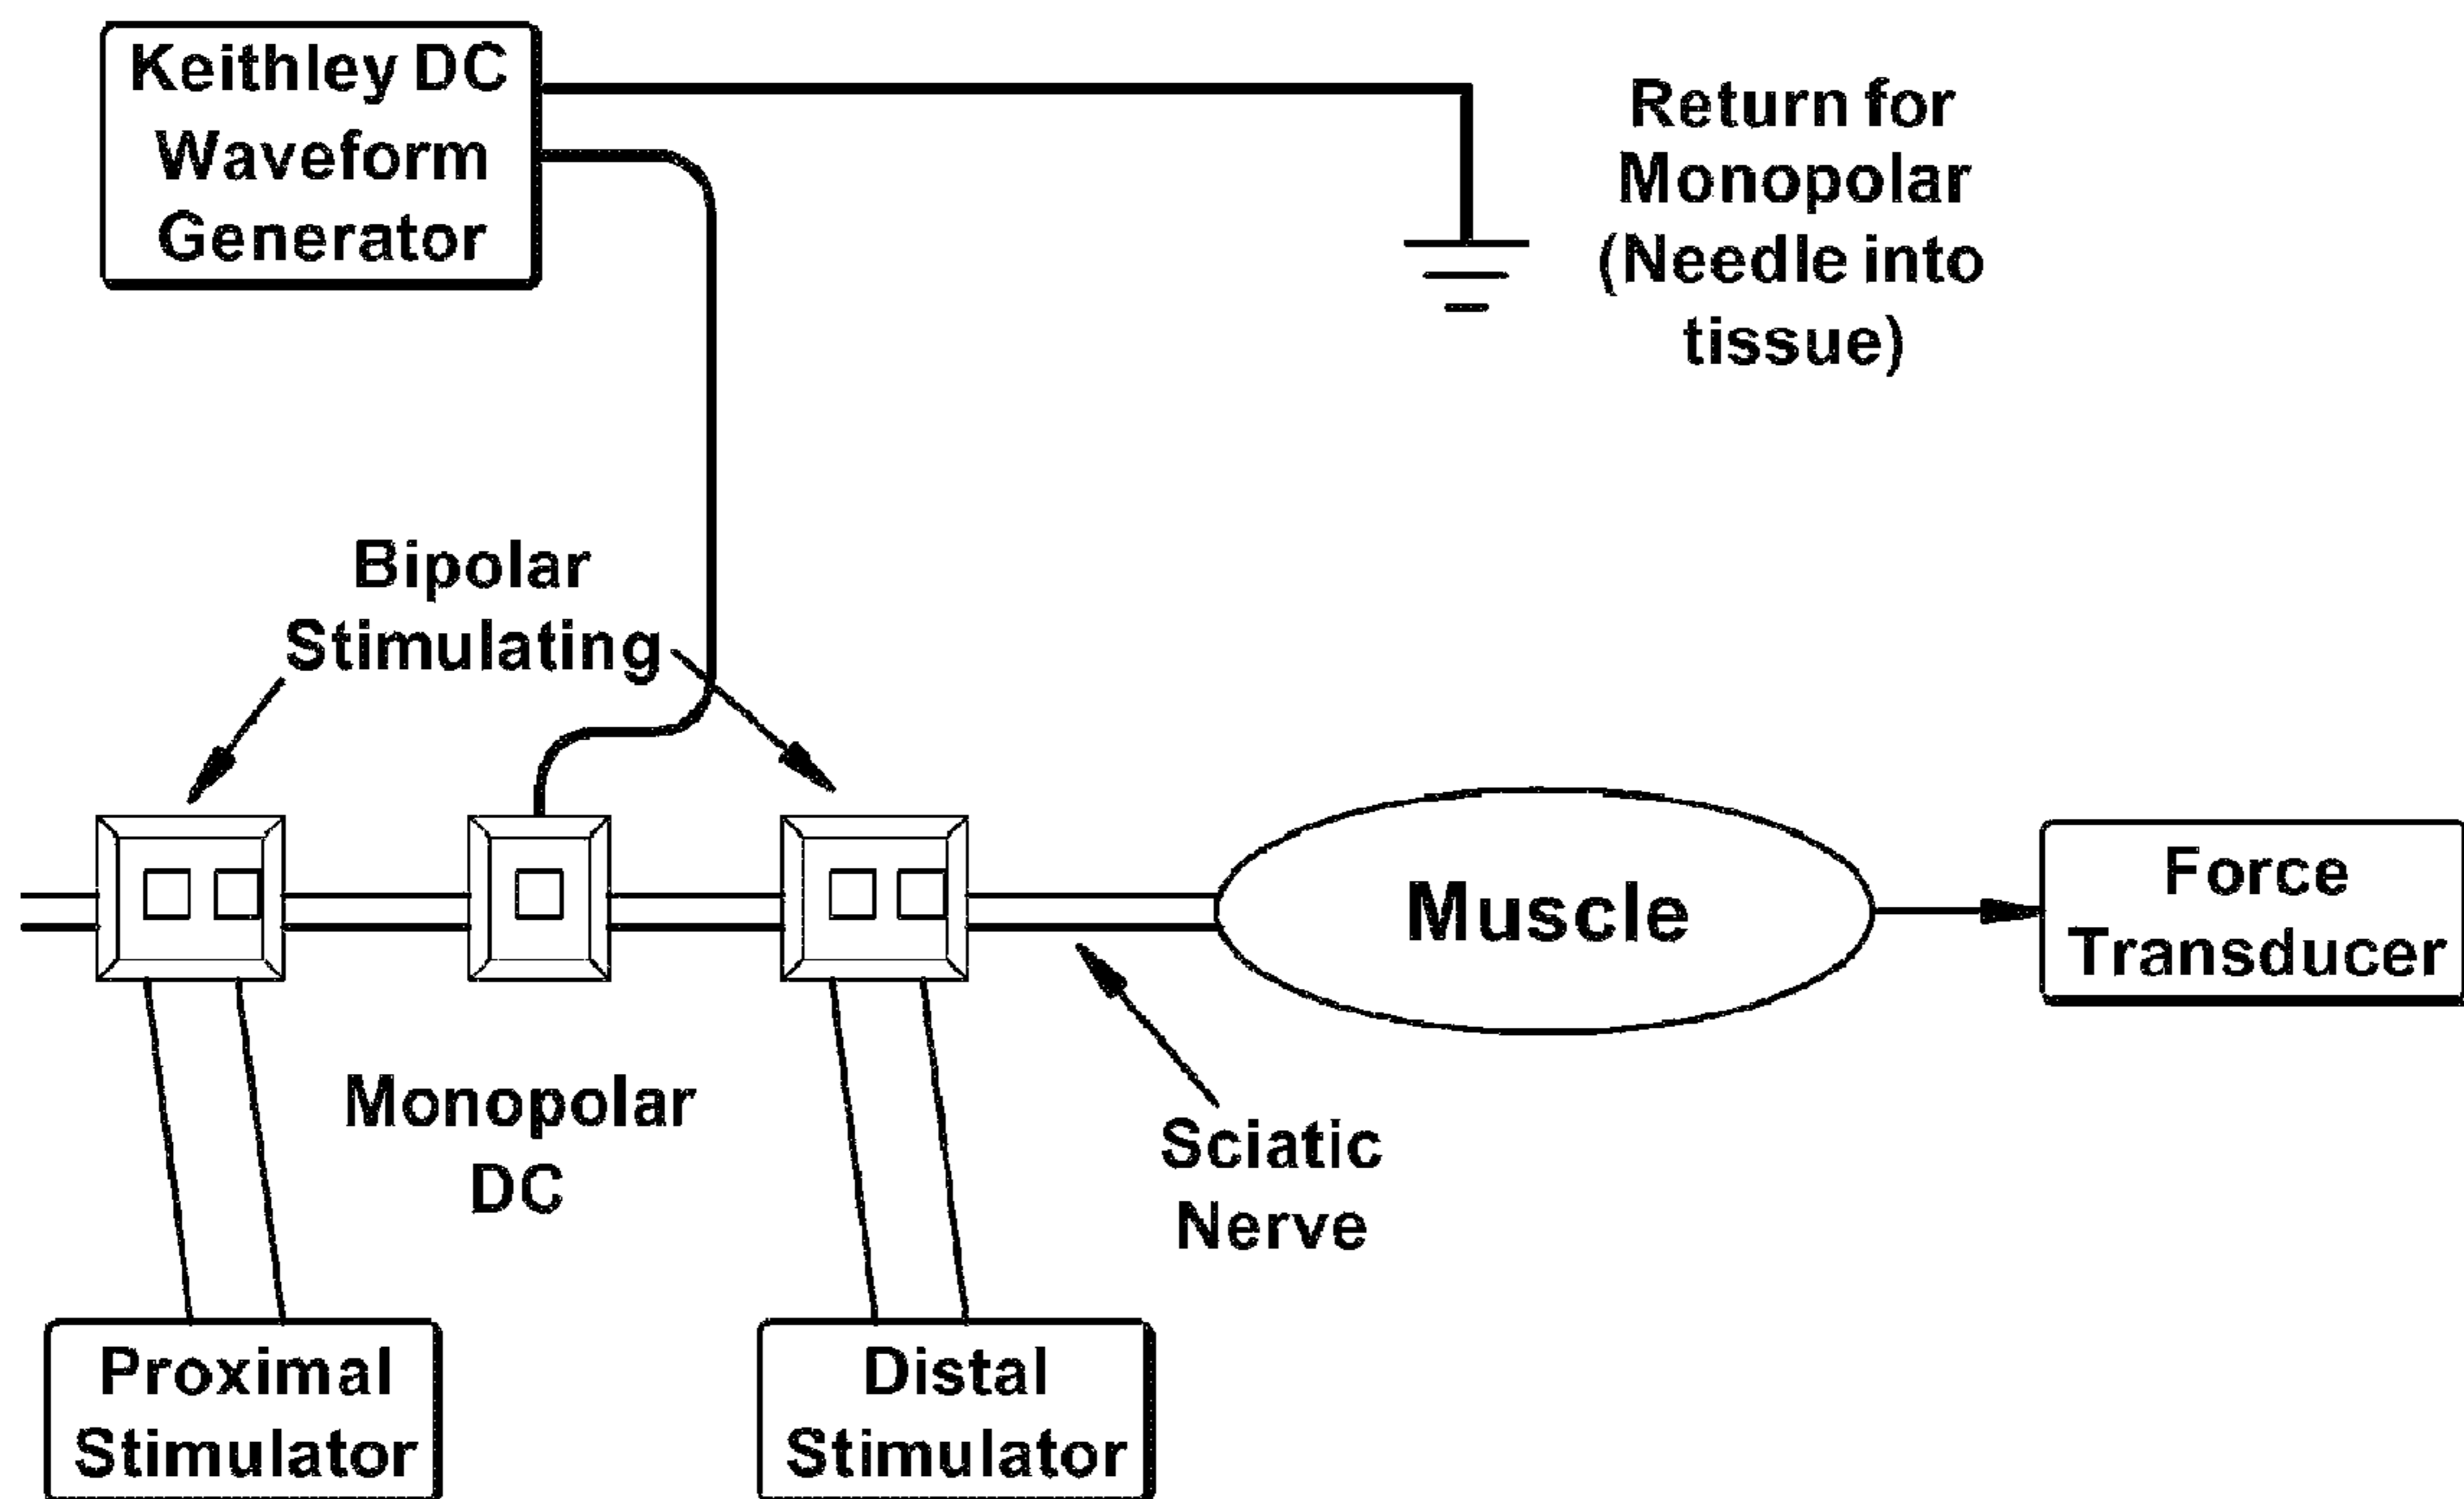 Keithley DC
Waveform
Generator
Return for
Monopolar
(Needle into
tissue)
Bipolar
Stimulating
Muscle
Force
Transducer
Monopolar
DC
Sciatic
Nerve
Proximal
Stimulator
Distal
Stimulator